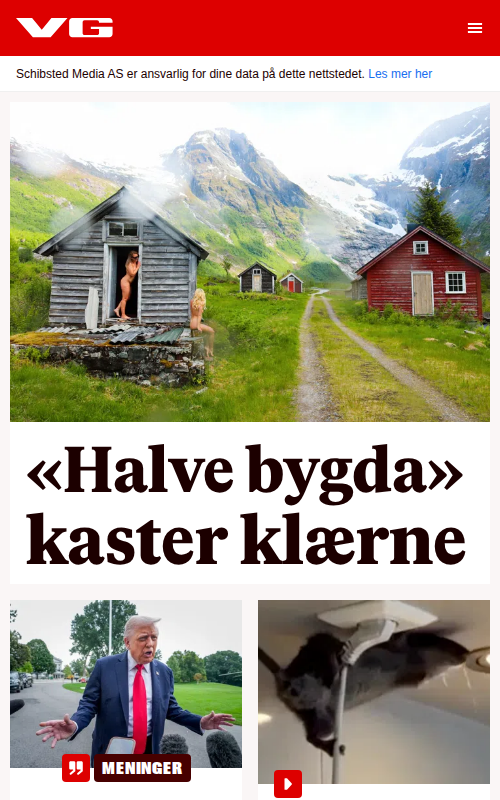 VG
Schibsted Media AS er ansvarlig for dine data på dette nettstedet. Les mer her
«Halve bygda»
kaster klærne
MENINGER